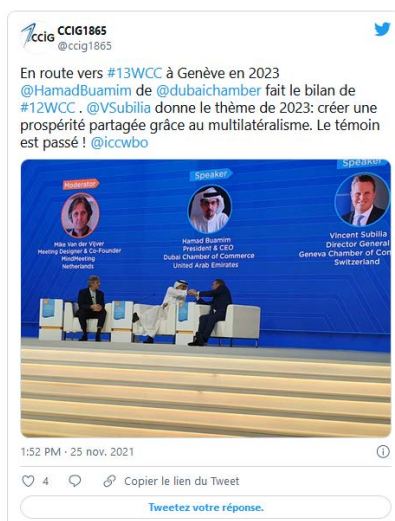 CCIG1865
@ccig1865
ccig
En route vers #13WCC à Genève en 2023
@HamadBuamim de @dubaichamber fait le bilan de
#12WCC . @VSubilia donne le thème de 2023: créer une
prospérité partagée grâce au multilatéralisme. Le témoin
est passé ! @iccwbo
Moderator
Mike Van der Vijver
Meeting Designer & Co-Founder
MindMeeting
Netherlands
Speaker
Hamad Buamim
President & CEO
Dubai Chamber of Commerce
United Arab Emirates
Speaker
Vincent Subilia
Director General
Geneva Chamber of Com
Switzerland
1:52 PM · 25 nov. 2021
4
Copier le lien du Tweet
Tweetez votre réponse.